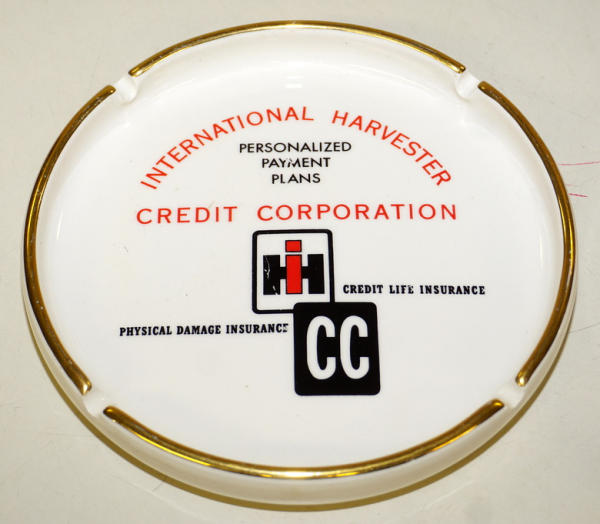 INTERNATIONAL HARVESTER
PERSONALIZED
PAYMENT
PLANS
CREDIT CORPORATION
IH
CREDIT LIFE INSURANCE
PHYSICAL DAMAGE INSURANCE
CC